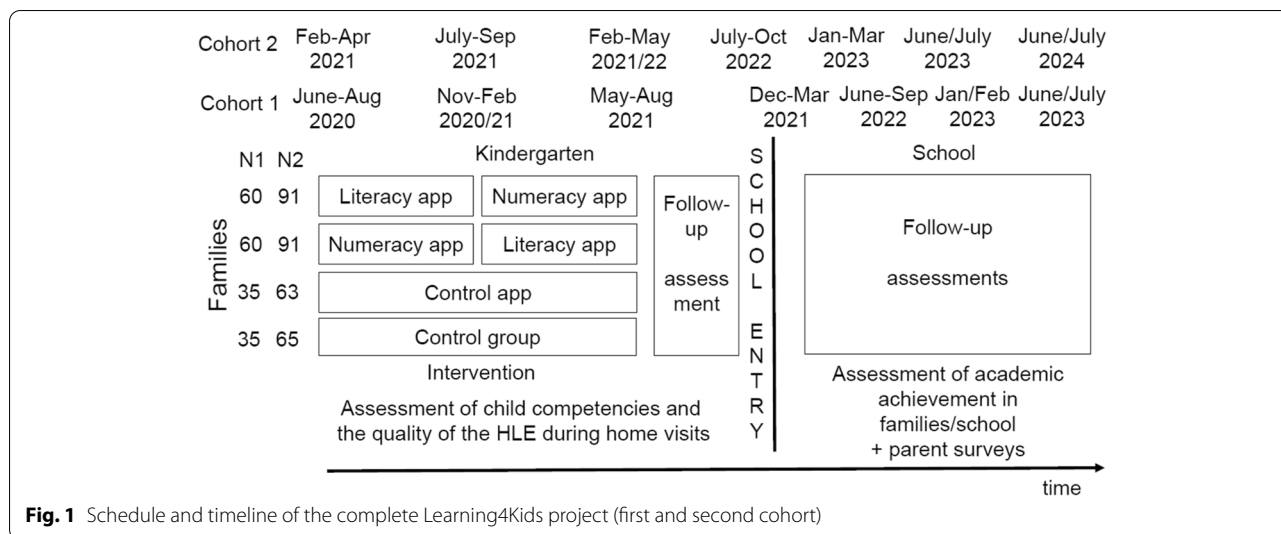 Cohort 2 Feb-Apr 2021 July-Sep 2021 Feb-May 2021/22 July-Oct 2022 Jan-Mar 2023 June/July 2023 June/July 2024
Cohort 1 June-Aug 2020 Nov-Feb 2020/21 May-Aug 2021 Dec-Mar 2021 June-Sep 2022 Jan/Feb 2023 June/July 2023
N1 N2
Kindergarten
School
Families
60 91 Literacy app Numeracy app
60 91 Numeracy app Literacy app
35 63 Control app
35 65 Control group
Follow-
up
assess
ment
SCHOOL ENTRY
Follow-up
assessments
Intervention
Assessment of child competencies and
the quality of the HLE during home visits
Assessment of academic
achievement in
families/school
+ parent surveys
time
Fig. 1 Schedule and timeline of the complete Learning4Kids project (first and second cohort)